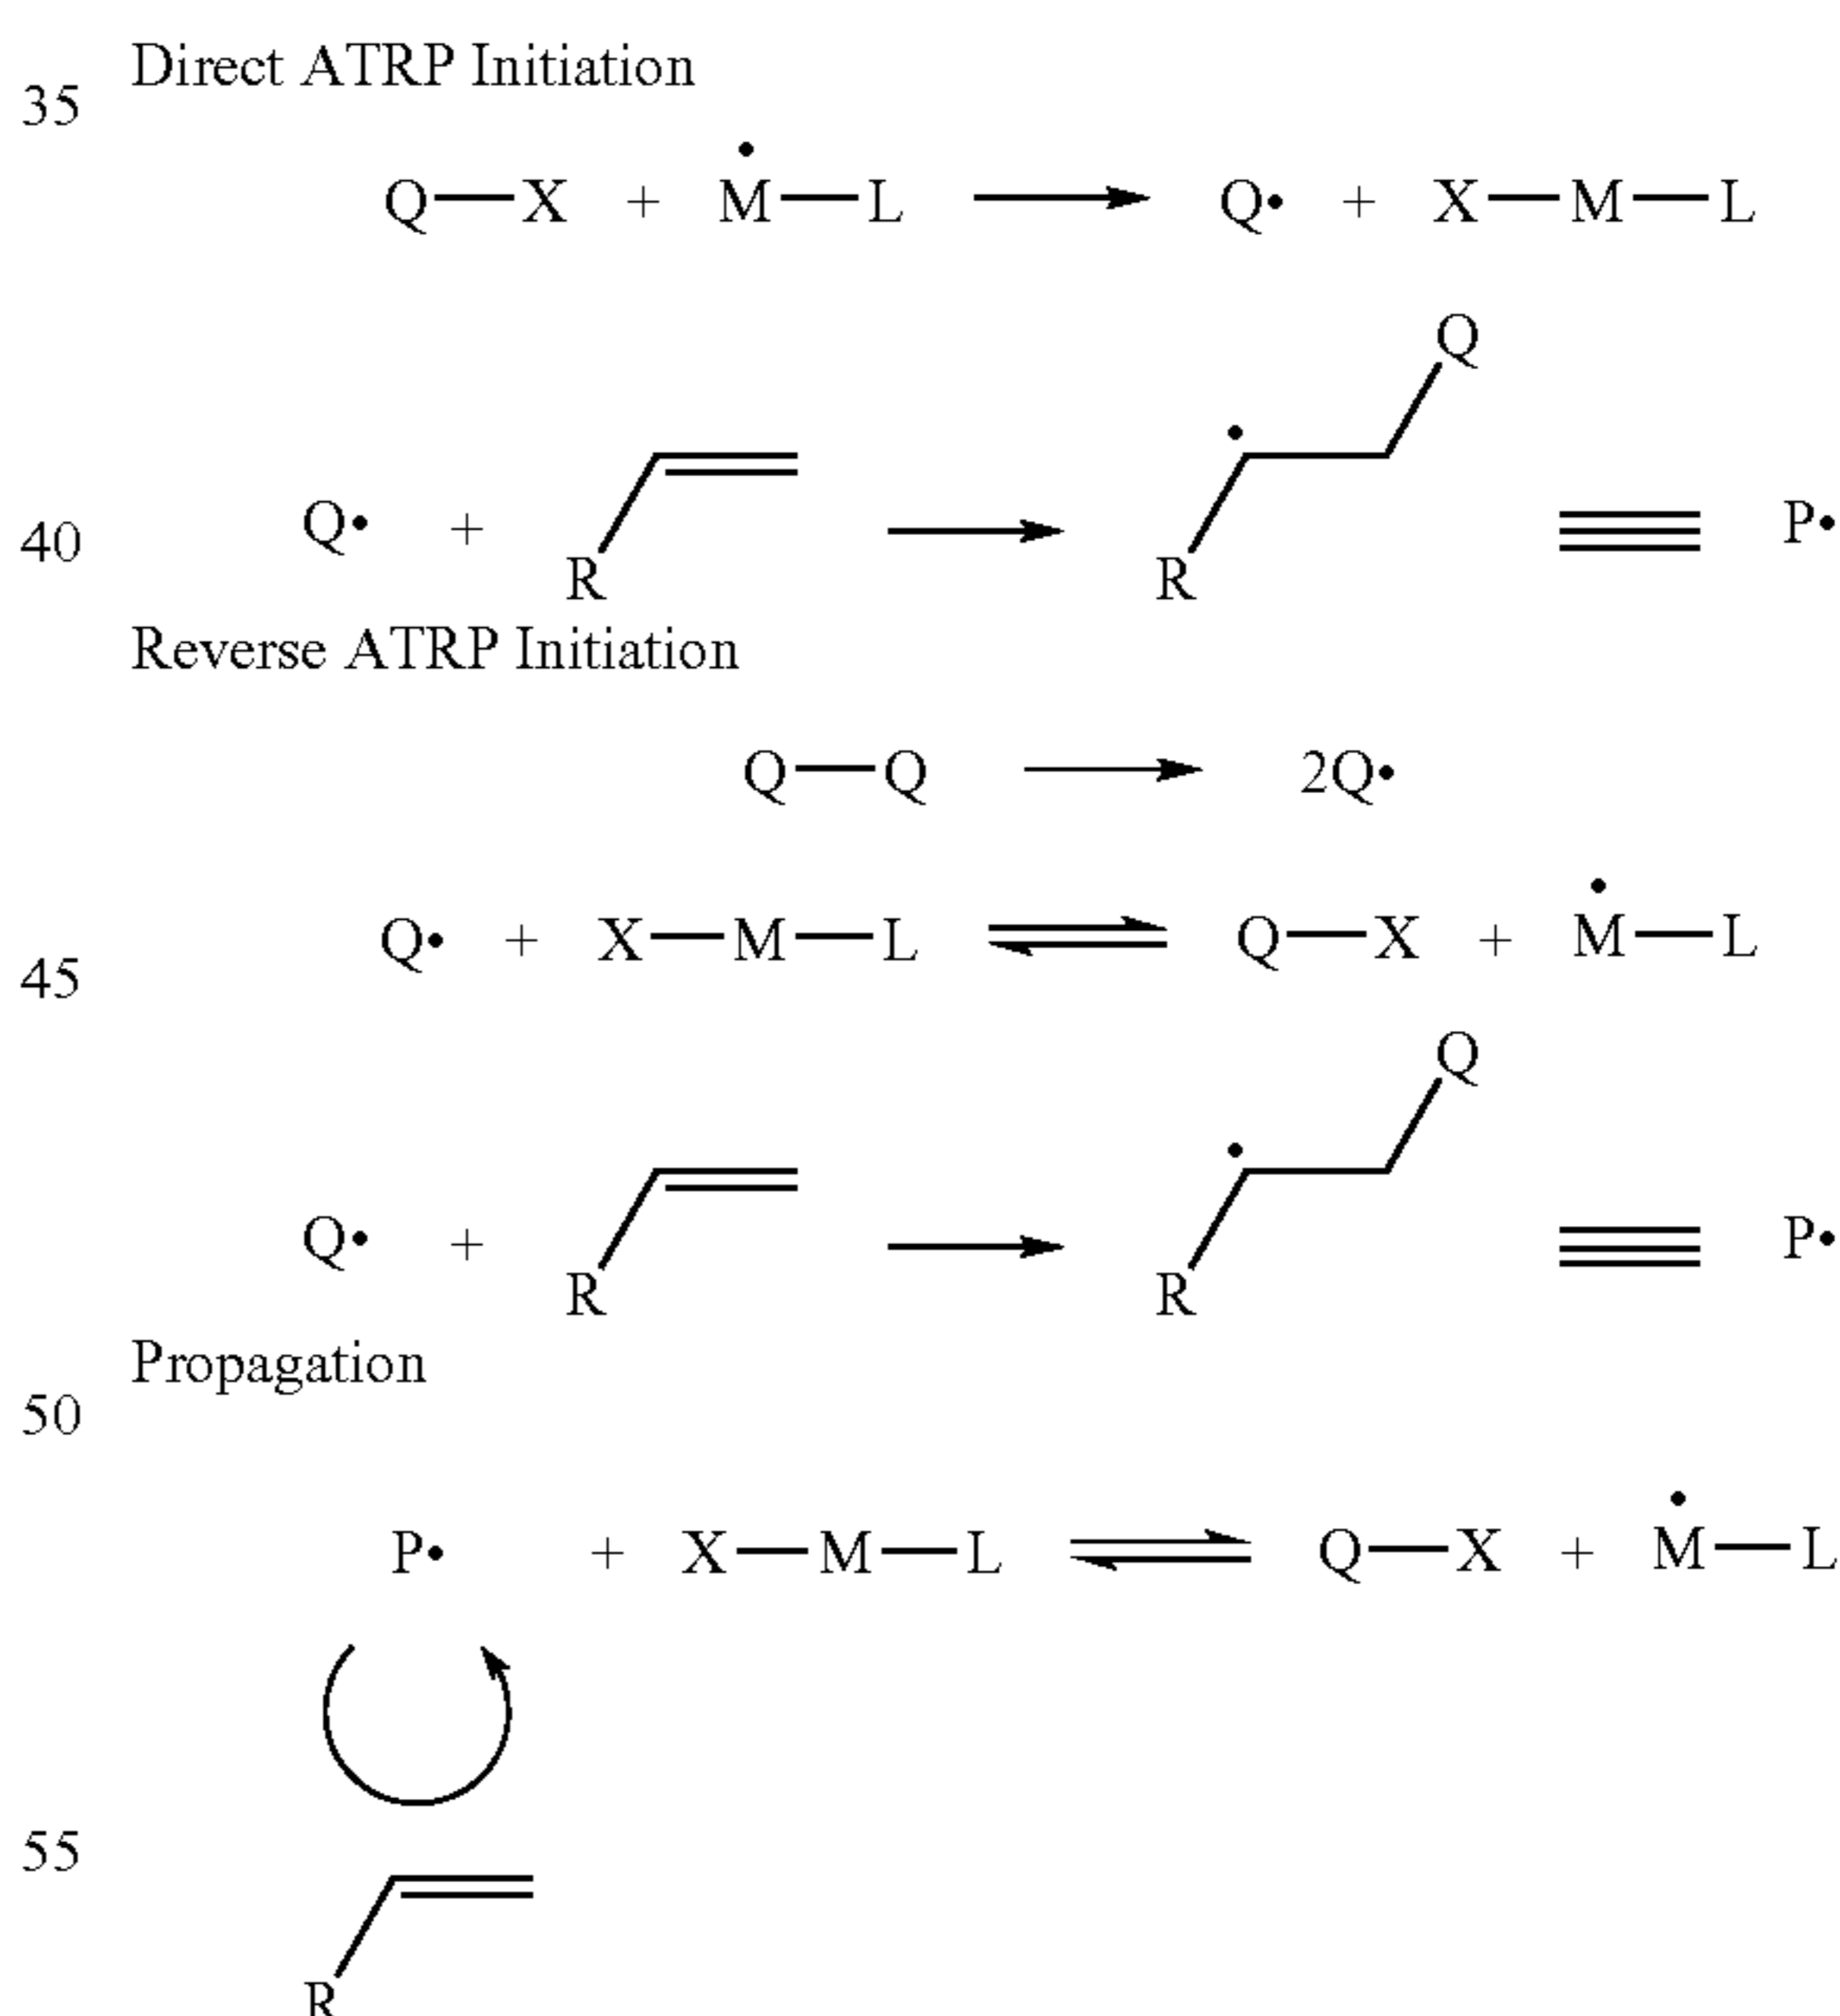 Direct ATRP Initiation
35
Q—X + Ṁ—L → Q• + X—M—L
Q
40 Q• + → ≡ P•
R R
Reverse ATRP Initiation
Q—Q → 2Q•
45 Q• + X—M—L ⇌ Q—X + Ṁ—L
Q
Q• + → ≡ P•
R R
Propagation
50
P• + X—M—L ⇌ Q—X + Ṁ—L
55
R